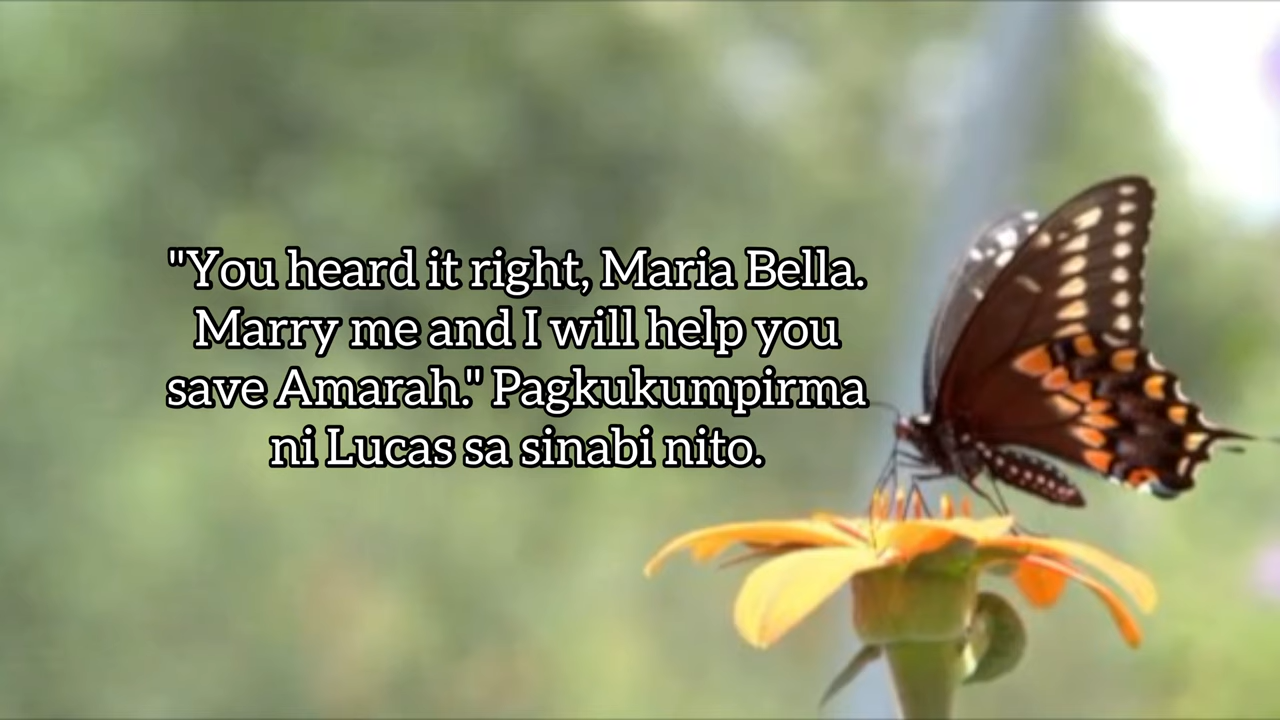 "You heard it right, Maria Bella.
Marry me and I will help you
save Amarah." Pagkukumpirma
ni Lucas sa sinabi nito.